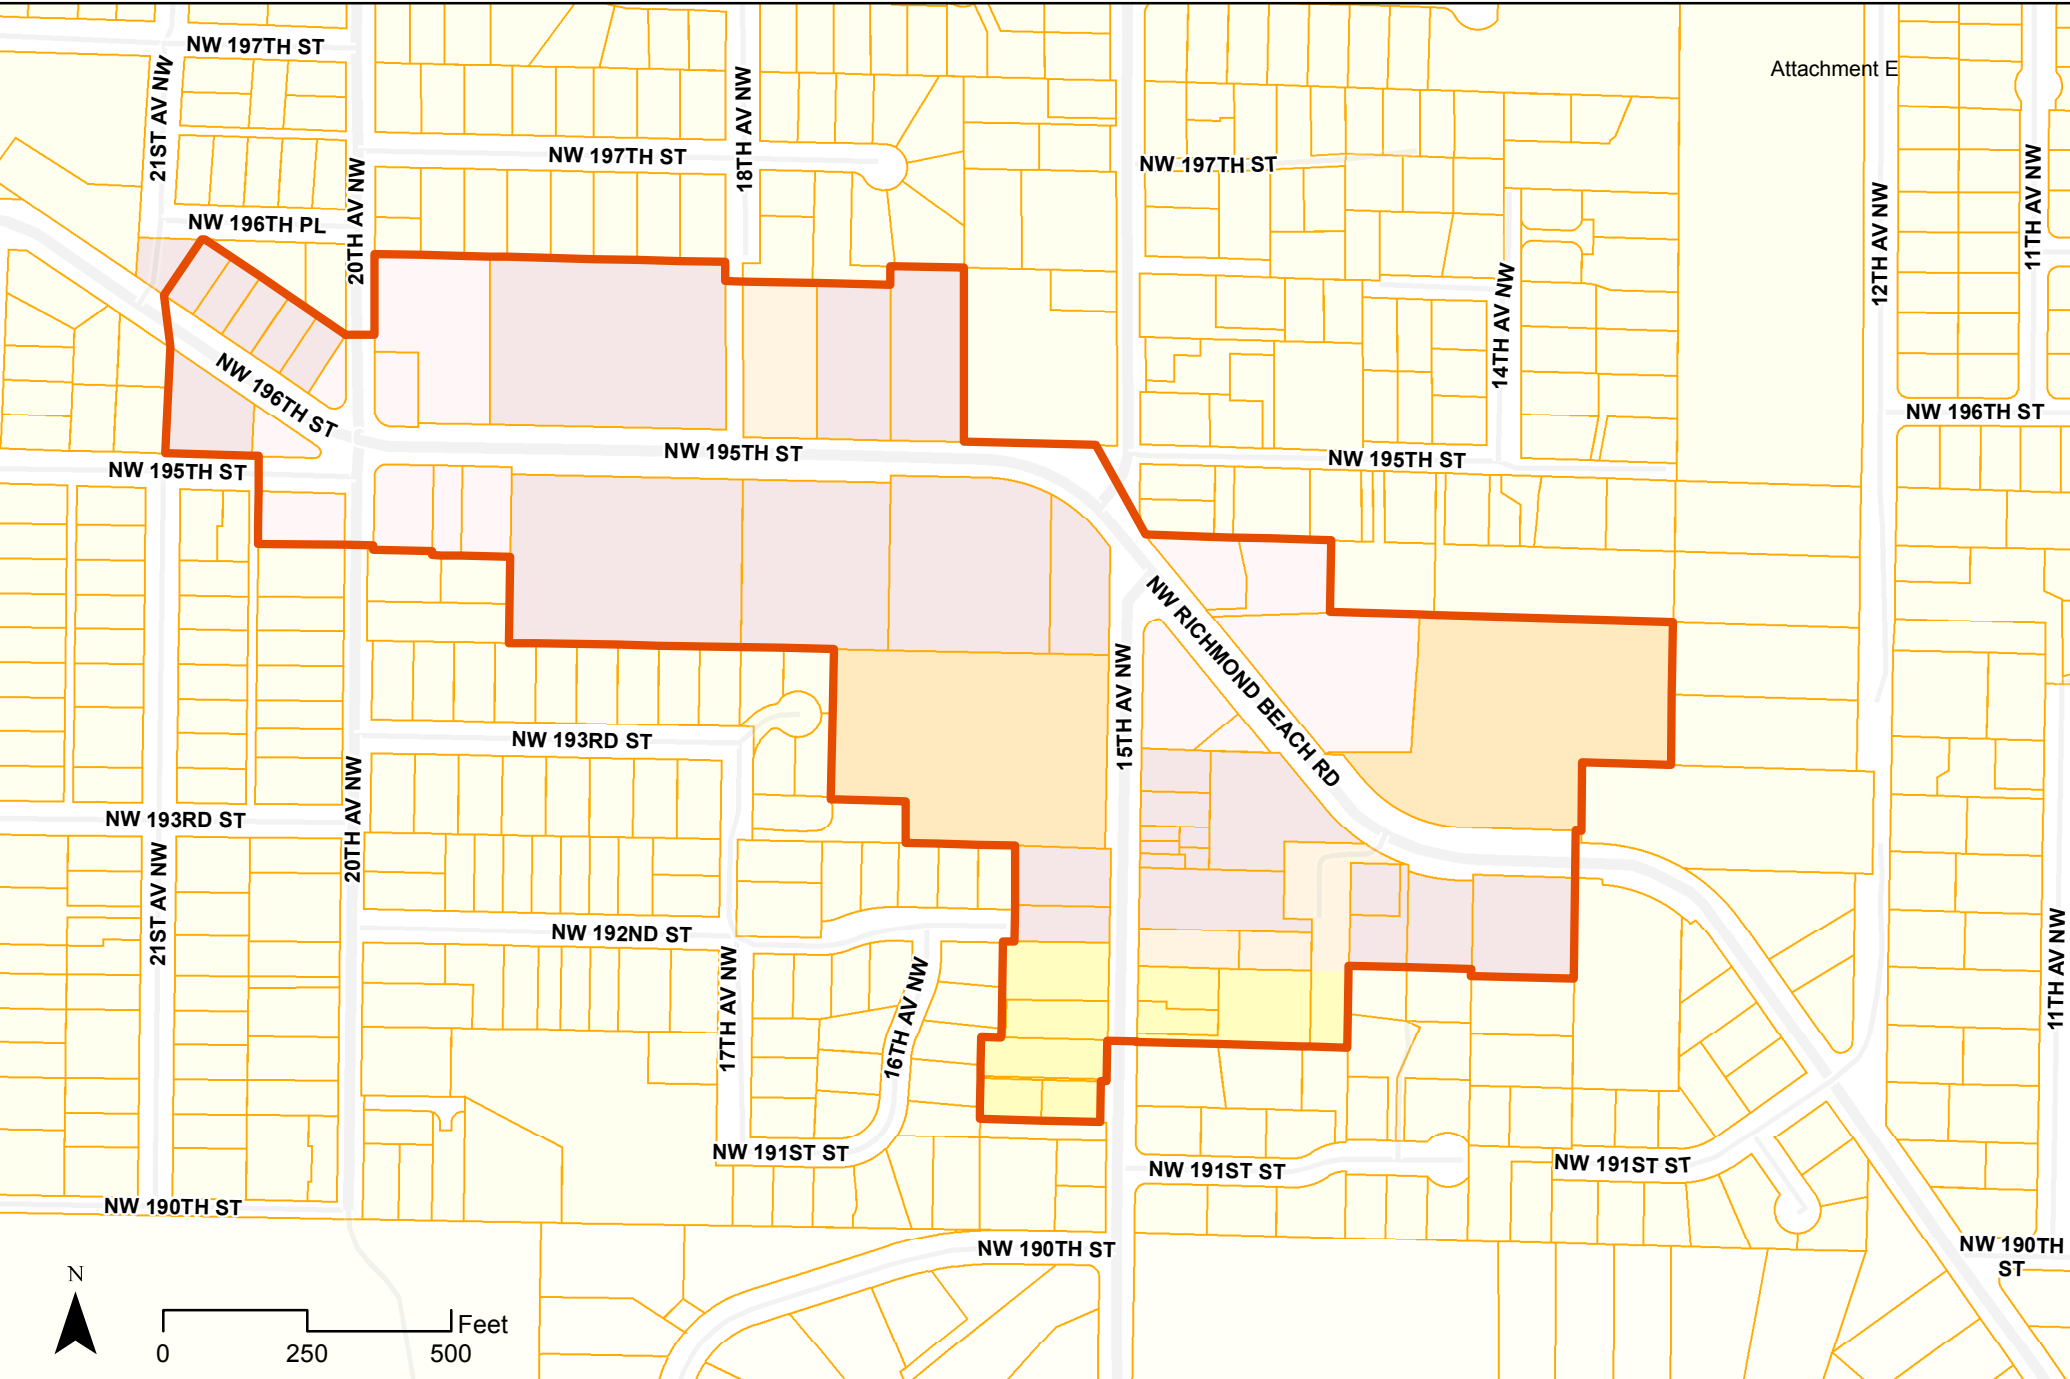 NW 197TH ST
Attachment E
21ST AV NW
18TH AV NW
NW 197TH ST
NW 197TH ST
20TH AV NW
11TH AV NW
12TH AV NW
NW 196TH PL
14TH AV NW
NW 196TH ST
NW 196TH ST
NW 195TH ST
NW 195TH ST
NW 195TH ST
NW RICHMOND BEACH RD
15TH AV NW
NW 193RD ST
20TH AV NW
NW 193RD ST
21ST AV NW
NW 192ND ST
17TH AV NW
16TH AV NW
11TH AV NW
NW 191ST ST
NW 191ST ST
NW 191ST ST
NW 190TH ST
NW 190TH ST
NW 190TH
ST
N
Feet
0 250 500